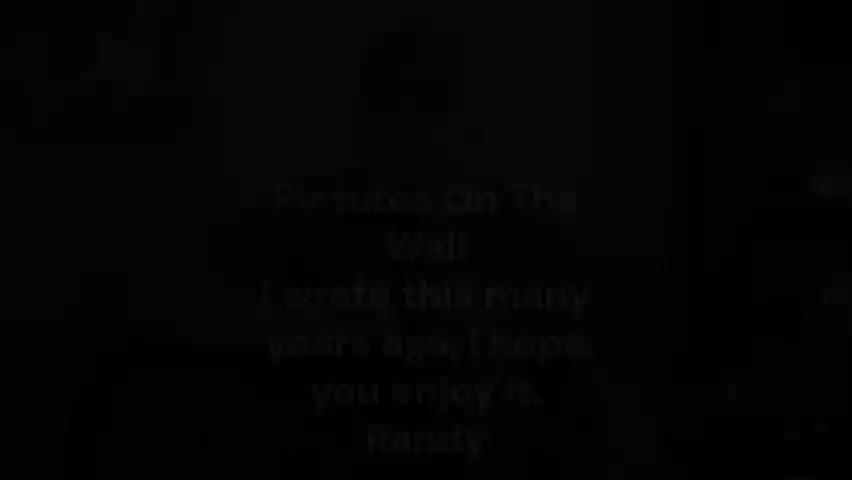 Pictures On The
Wall
I wrote this many
years ago, I hope
you enjoy it.
Randy